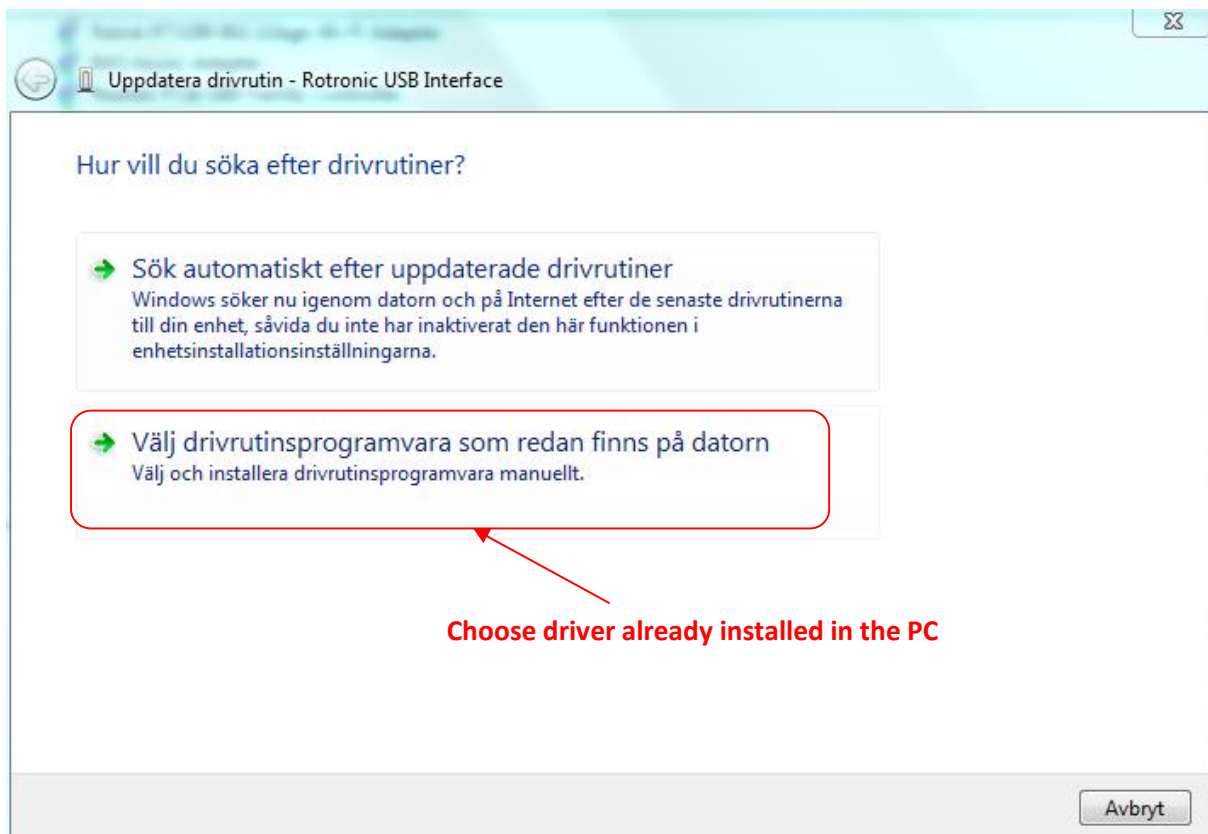 Uppdatera drivrutin - Rotronic USB Interface
Hur vill du söka efter drivrutiner?
Sök automatiskt efter uppdaterade drivrutiner
Windows söker nu igenom datorn och på Internet efter de senaste drivrutinerna
till din enhet, såvida du inte har inaktiverat den här funktionen i
enhetsinstallationsinställningarna.
Välj drivrutinsprogramvara som redan finns på datorn
Välj och installera drivrutinsprogramvara manuellt.
Choose driver already installed in the PC
Avbryt